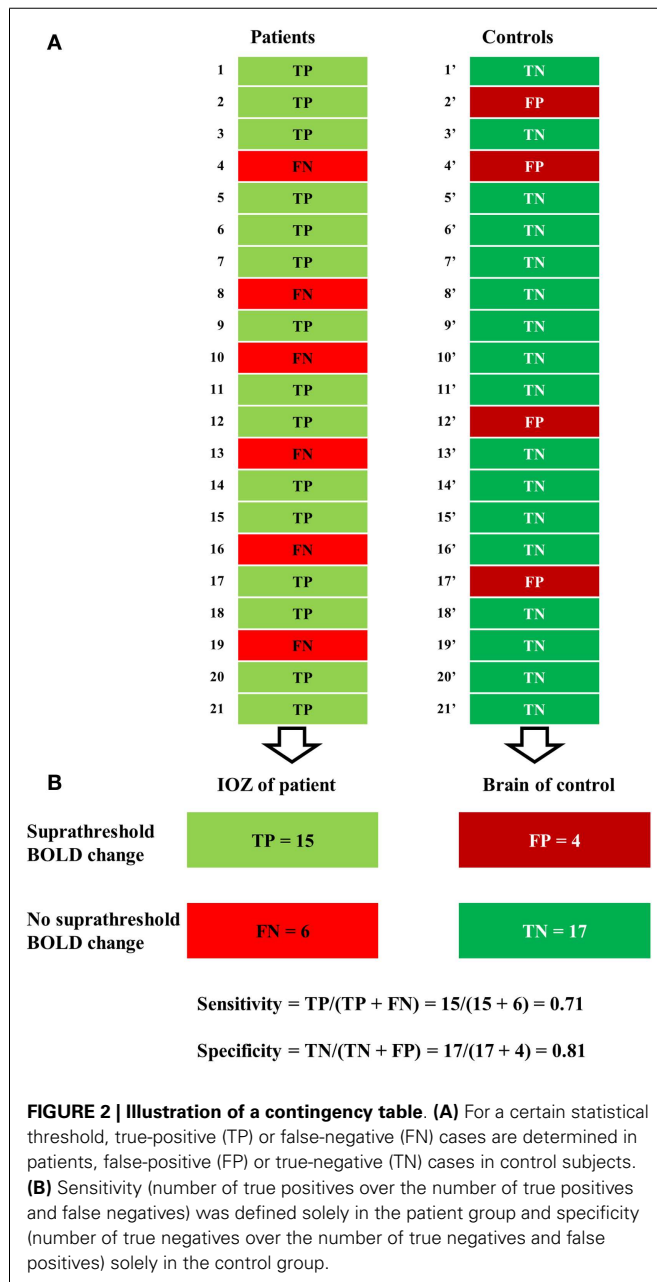 A
Patients Controls
1 TP 1’ TN
2 TP 2’ FP
3 TP 3’ TN
4 FN 4’ FP
5 TP 5’ TN
6 TP 6’ TN
7 TP 7’ TN
8 FN 8’ TN
9 TP 9’ TN
10 FN 10’ TN
11 TP 11’ TN
12 TP 12’ FP
13 FN 13’ TN
14 TP 14’ TN
15 TP 15’ TN
16 FN 16’ TN
17 TP 17’ FP
18 TP 18’ TN
19 FN 19’ TN
20 TP 20’ TN
21 TP 21’ TN
B
IOZ of patient Brain of control
Suprathreshold
BOLD change
TP = 15 FP = 4
No suprathreshold
BOLD change
FN = 6 TN = 17
Sensitivity = TP/(TP + FN) = 15/(15 + 6) = 0.71
Specificity = TN/(TN + FP) = 17/(17 + 4) = 0.81
FIGURE 2 | Illustration of a contingency table. (A) For a certain statistical
threshold, true-positive (TP) or false-negative (FN) cases are determined in
patients, false-positive (FP) or true-negative (TN) cases in control subjects.
(B) Sensitivity (number of true positives over the number of true positives
and false negatives) was defined solely in the patient group and specificity
(number of true negatives over the number of true negatives and false
positives) solely in the control group.